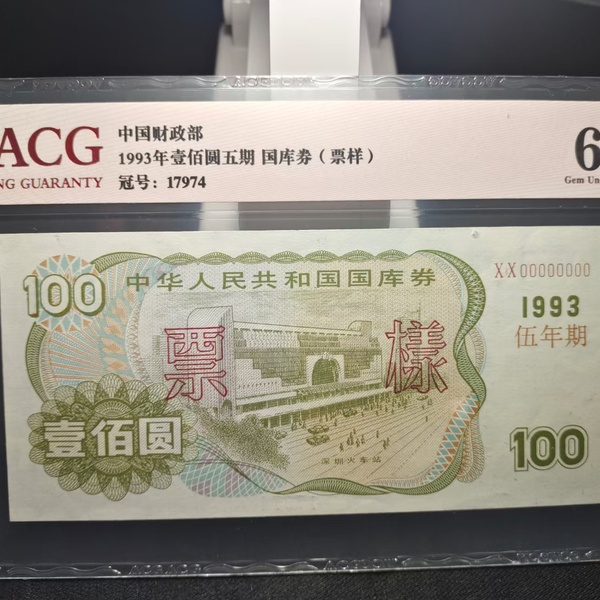 ACG
NG GUARANTY
中国财政部
1993年壹佰圆五期 国库券（票样）
冠号：17974
6
Gem Un
100
中华人民共和国国库券
XX00000000
1993
伍年期
票樣
壹佰圆
深圳火车站
100